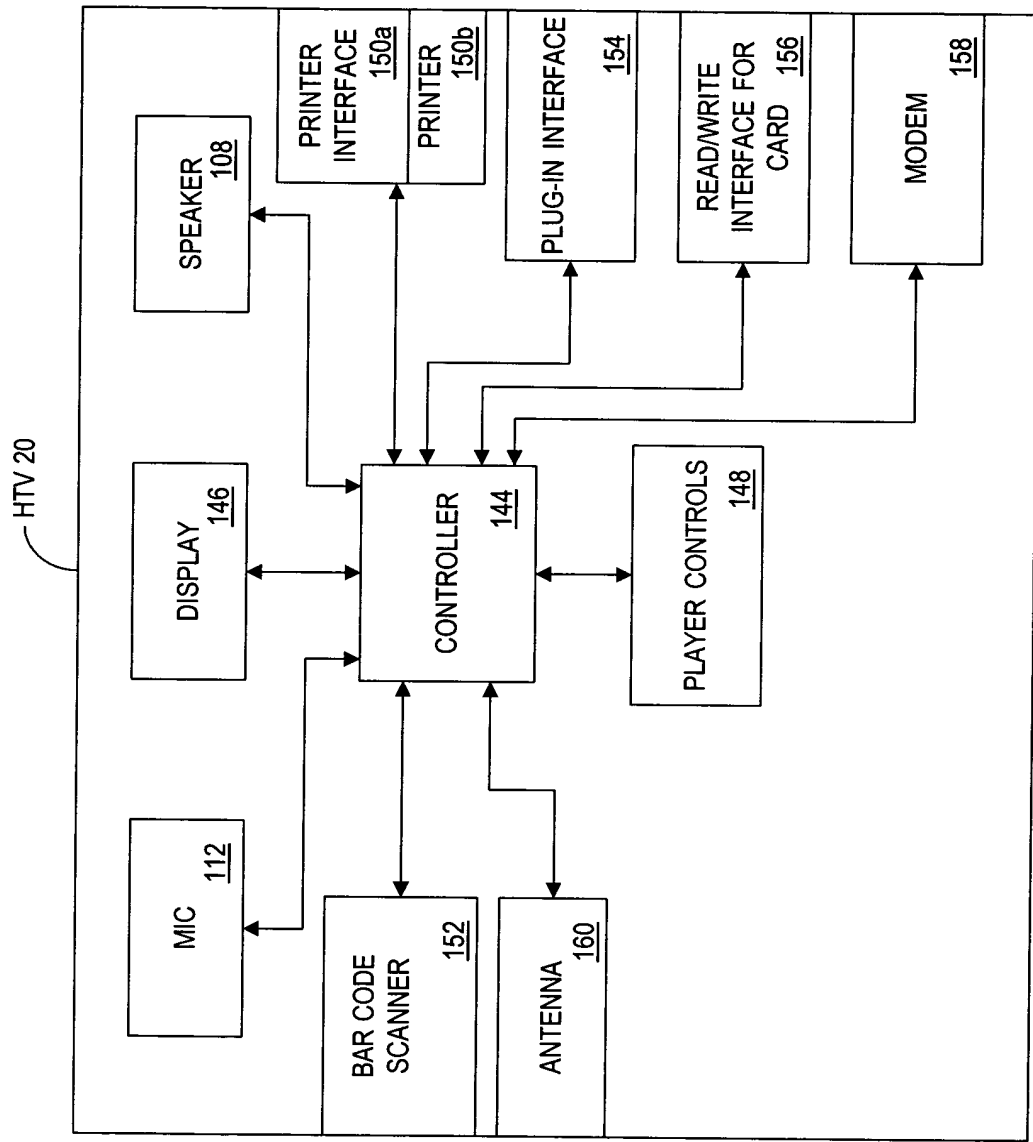 HTV 20
MIC
112
DISPLAY
146
SPEAKER
108
BAR CODE
SCANNER
152
ANTENNA
160
CONTROLLER
144
PLAYER CONTROLS
148
PRINTER
INTERFACE
150a
PRINTER
150b
PLUG-IN INTERFACE
154
READ/WRITE
INTERFACE FOR
CARD
156
MODEM
158